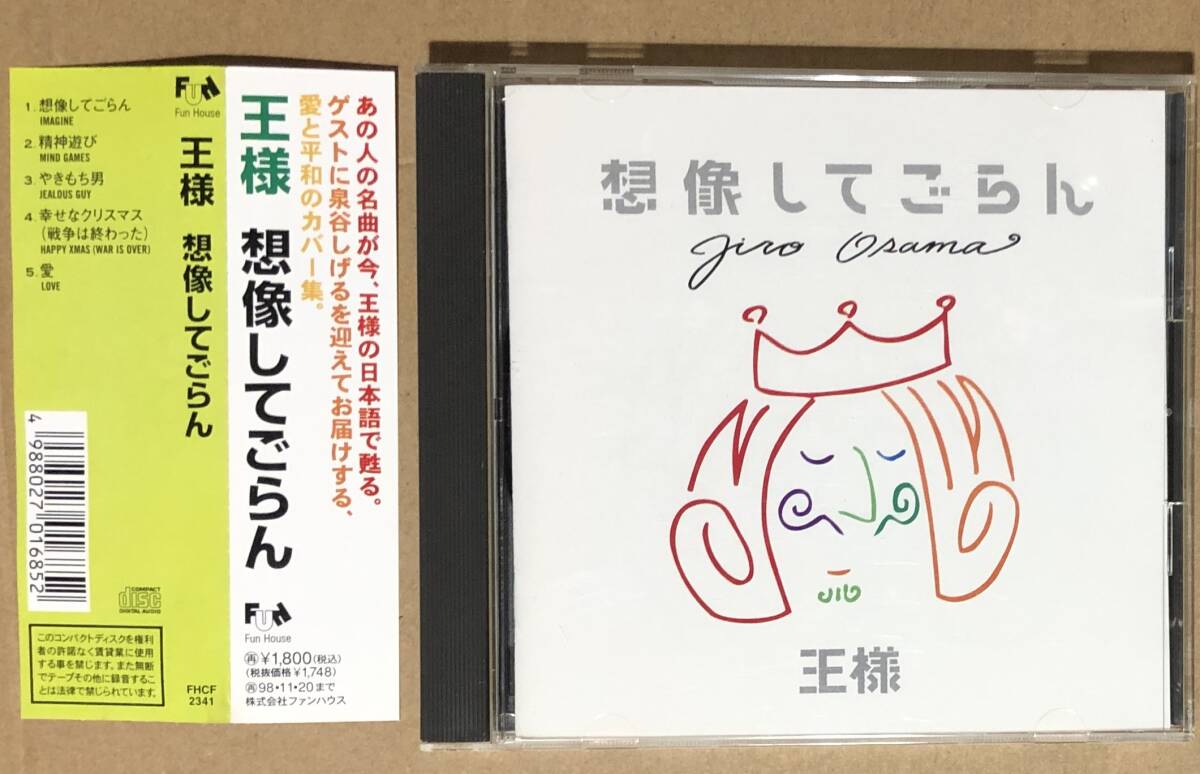 Fun
Fun House
1. 想像してごらん
IMAGINE
2. 精神遊び
MIND GAMES
3. やきもち男
JEALOUS GUY
4. 幸せなクリスマス
(戦争は終わった)
HAPPY XMAS (WAR IS OVER)
5. 愛
LOVE
王様 想像してごらん
4 988027 016852
COMPACT
disc
DIGITAL AUDIO
このコンパクトディスクを権利
者の許諾なく賃貸業に使用
する事を禁じます。また無断
でテープその他に録音するこ
とは法律で禁じられています。
FHCF
2341
王様 想像してごらん
あの人の名曲が今、王様の日本語で甦る。
ゲストに泉谷しげるを迎えてお届けする、
愛と平和のカバー集。
Fun
Fun House
再¥1,800(税込)
(税抜価格¥1,748)
再98・11・20まで
株式会社ファンハウス
想像してごらん
Jiro Osama
王様